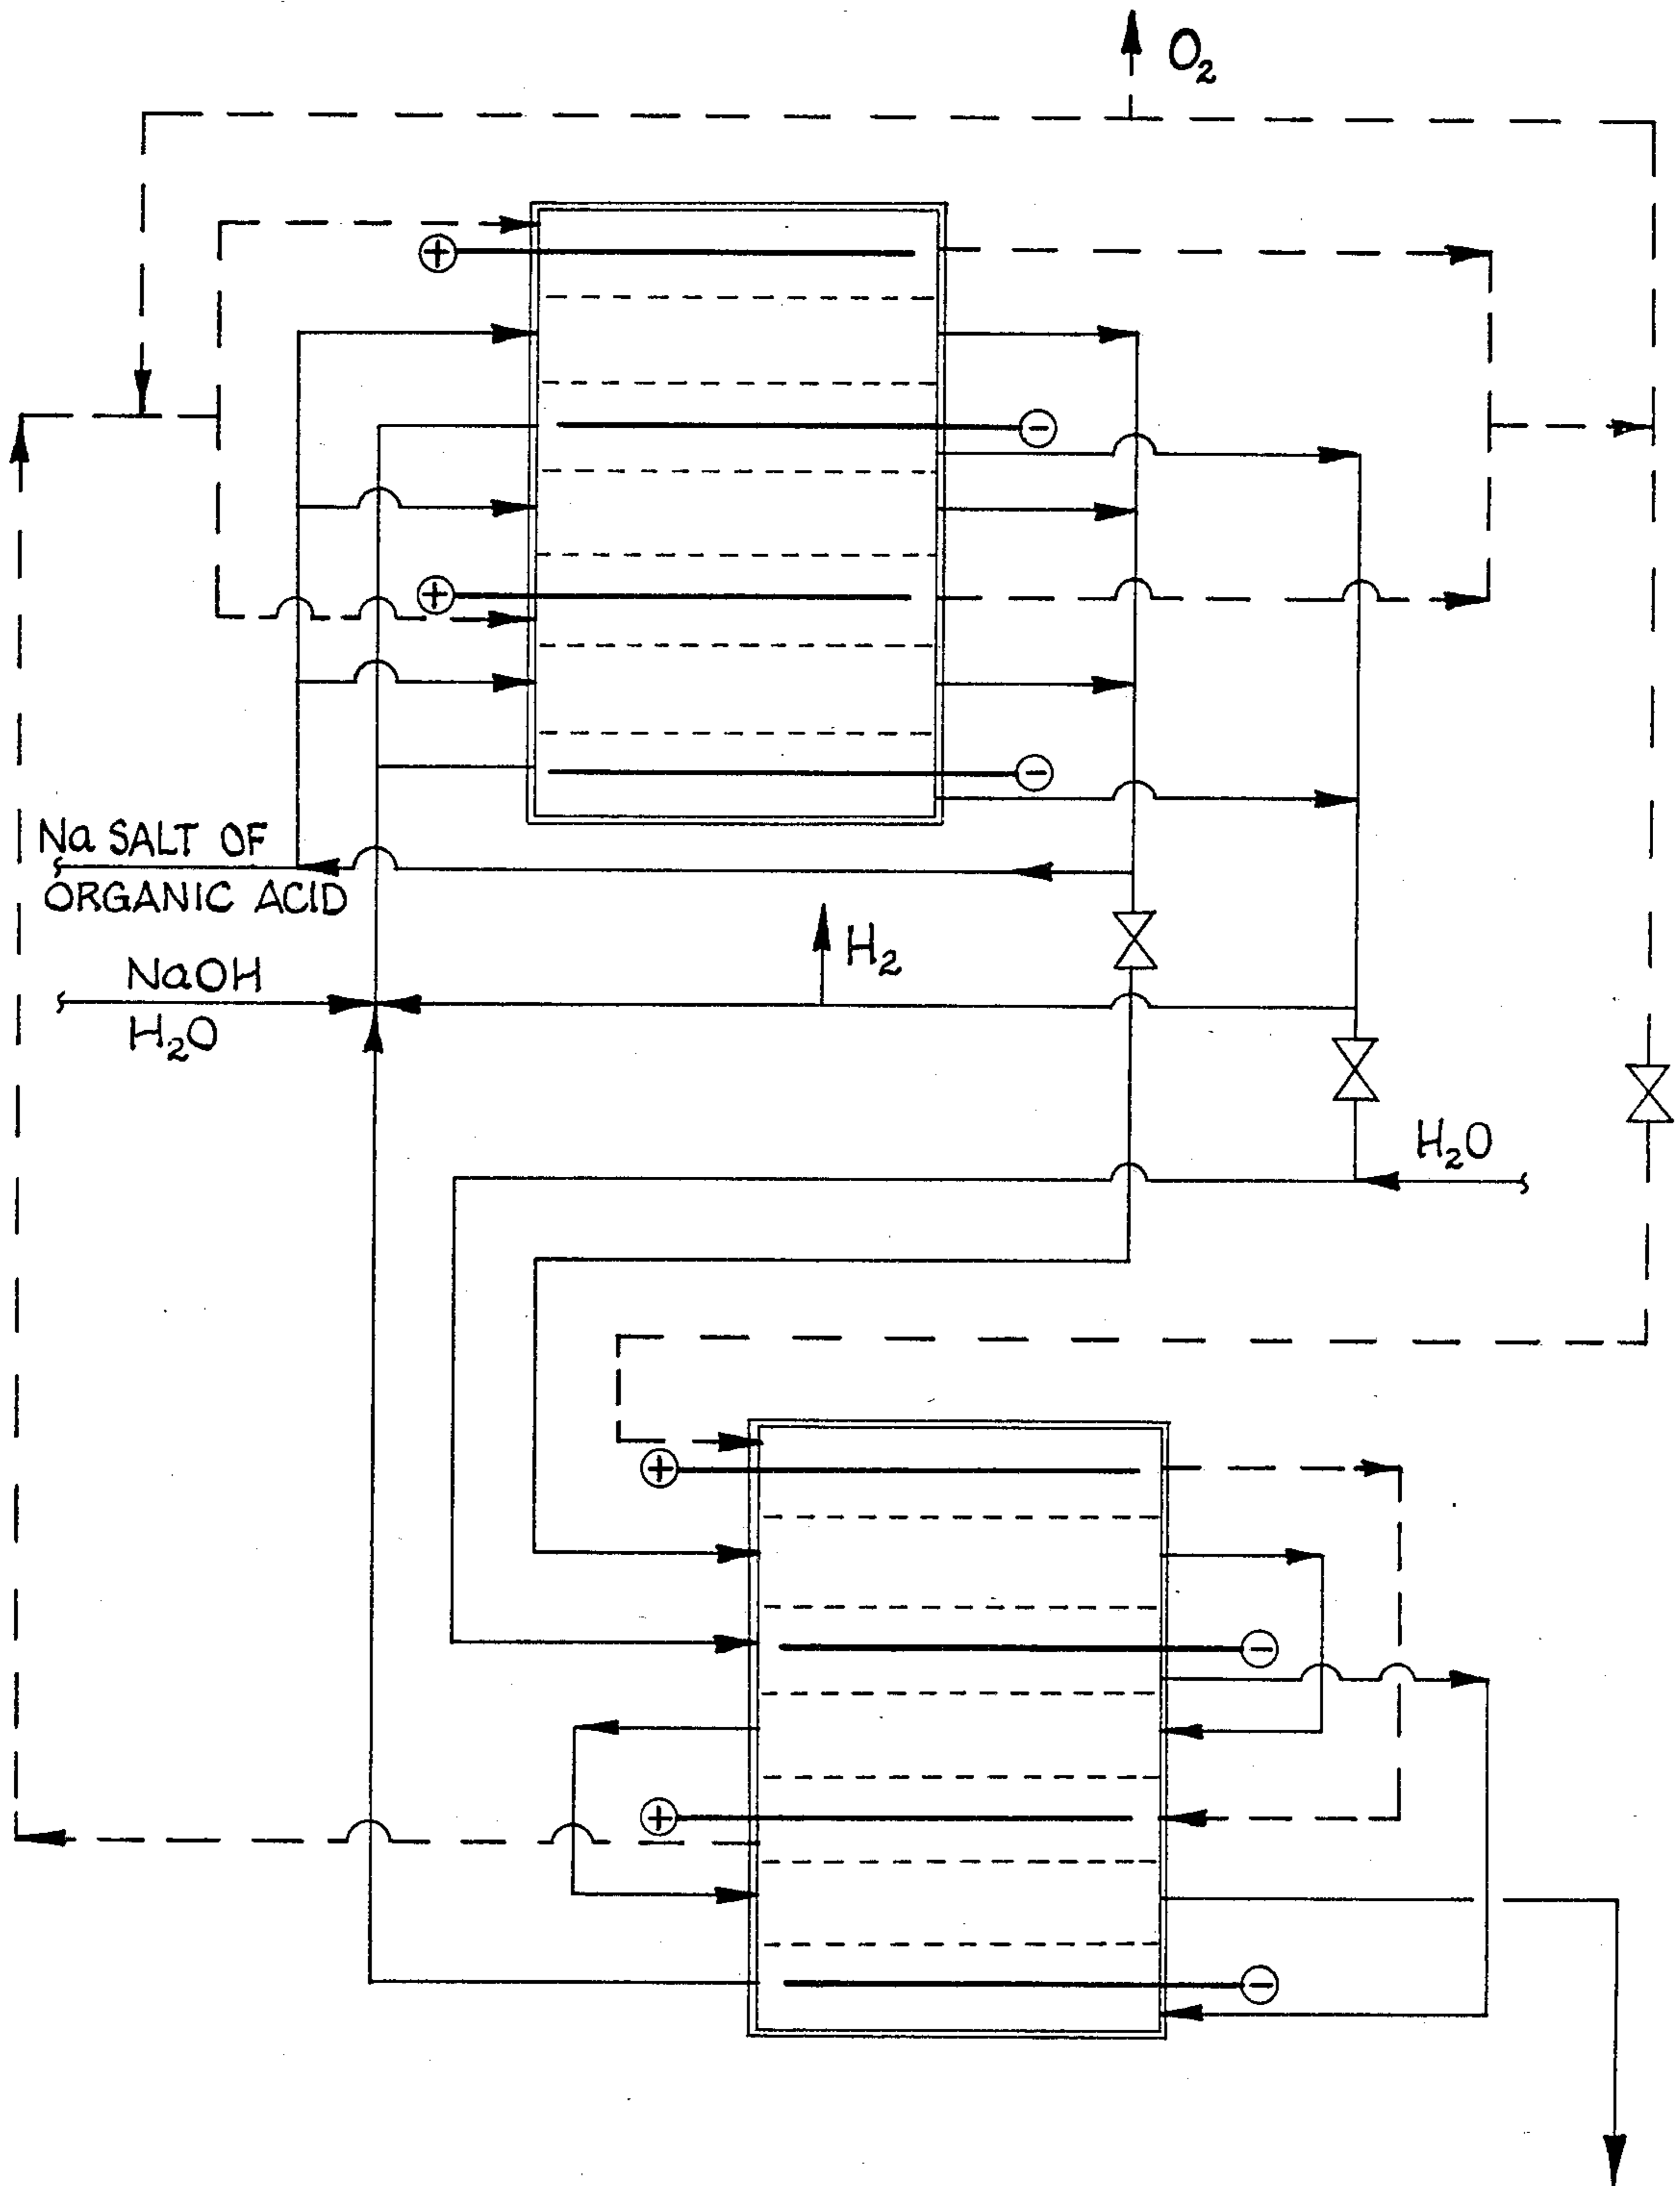 O₂
+
-
+
-
Na SALT OF
ORGANIC ACID
H₂
NaOH
H₂O
H₂O
+
-
+
-